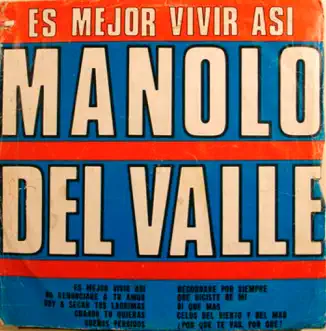 ES MEJOR VIVIR ASI
MANOLO
DEL VALLE
ES MEJOR VIVIR ASI
NO RENUNCIARE A TU AMOR
VOY A SECAR TUS LAGRIMAS
CUANDO TU QUIERAS
SUEÑOS PERDIDOS
RECORDARE POR SIEMPRE
QUE HICISTE DE MI
NI QUE MAS
CELOS DEL VIENTO Y DEL MAR
¿POR QUE TE VAS, POR QUE?